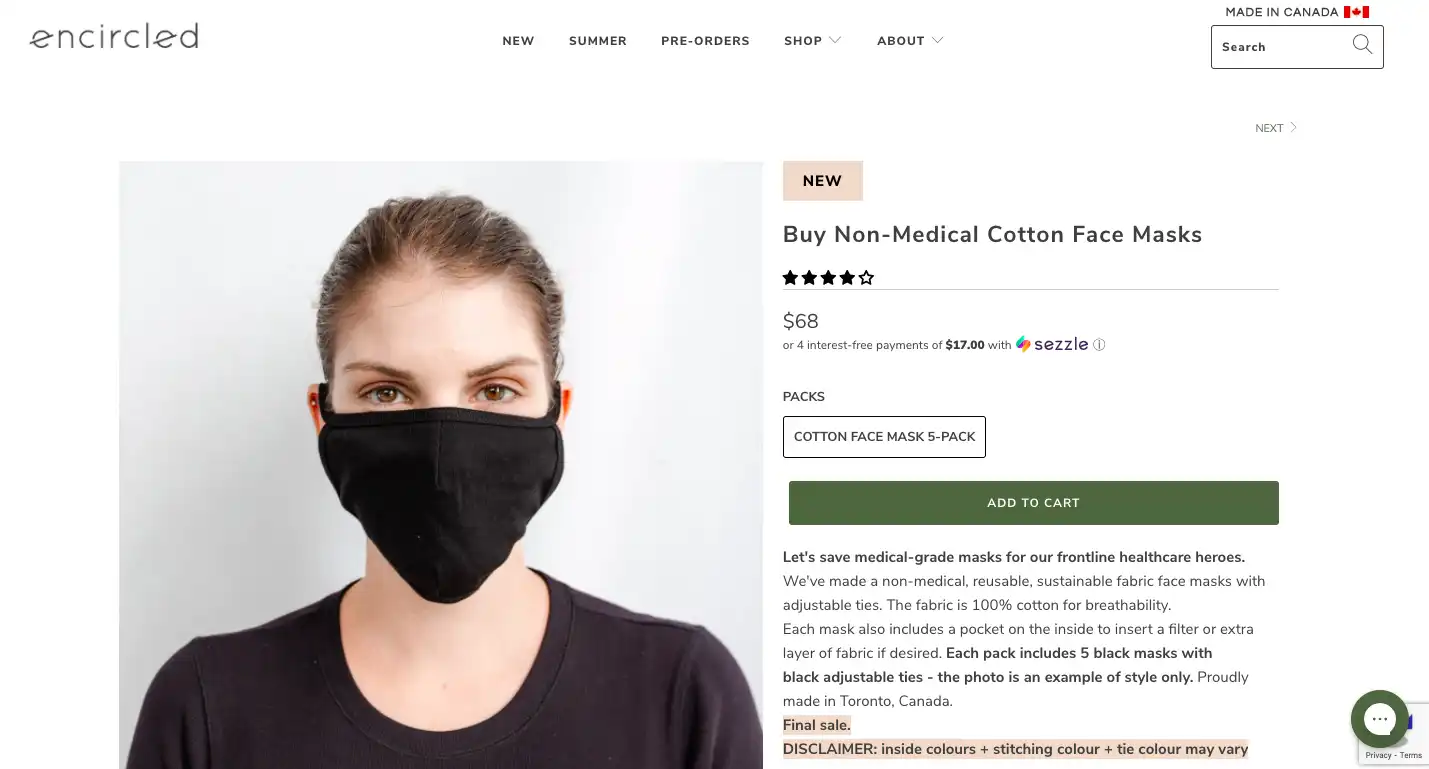 MADE IN CANADA
encircled
NEW SUMMER PRE-ORDERS SHOP ABOUT
Search
NEXT
NEW
Buy Non-Medical Cotton Face Masks
$68
or 4 interest-free payments of $17.00 with sezzle ⓘ
PACKS
COTTON FACE MASK 5-PACK
ADD TO CART
Let's save medical-grade masks for our frontline healthcare heroes.
We've made a non-medical, reusable, sustainable fabric face masks with
adjustable ties. The fabric is 100% cotton for breathability.
Each mask also includes a pocket on the inside to insert a filter or extra
layer of fabric if desired. Each pack includes 5 black masks with
black adjustable ties - the photo is an example of style only. Proudly
made in Toronto, Canada.
Final sale.
DISCLAIMER: inside colours + stitching colour + tie colour may vary
Privacy - Terms